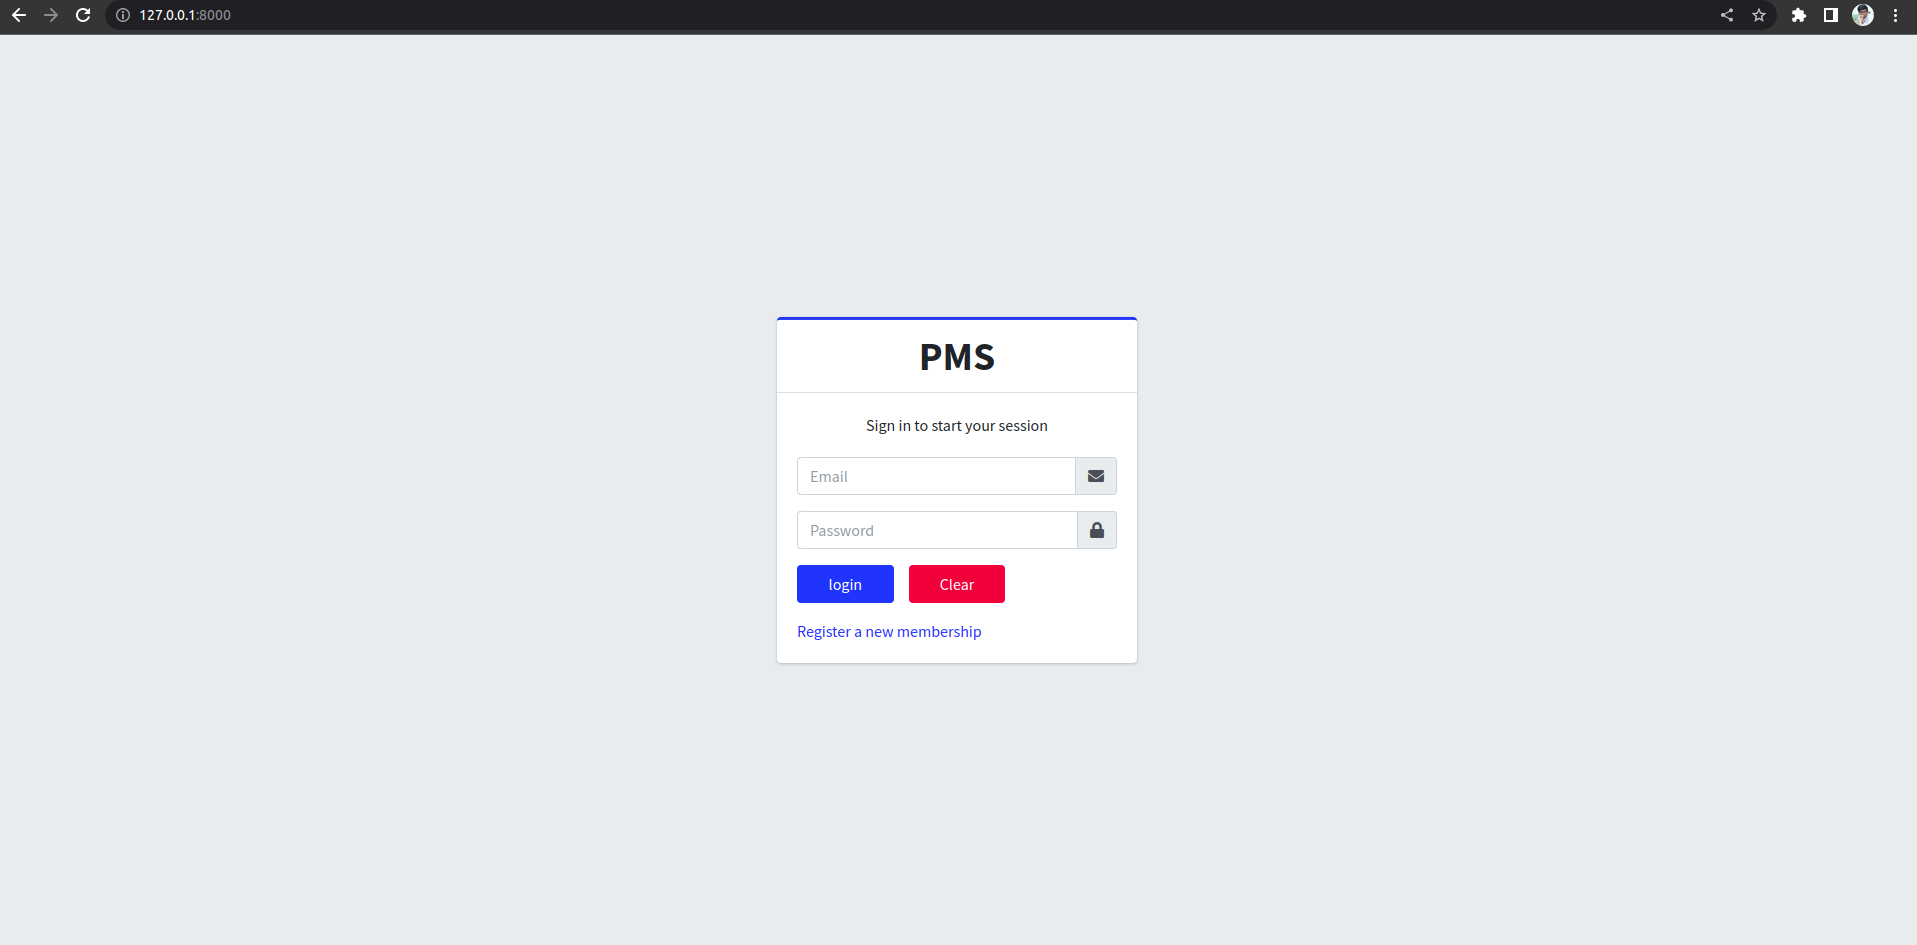 127.0.0.1:8000
PMS
Sign in to start your session
Email
Password
login Clear
Register a new membership